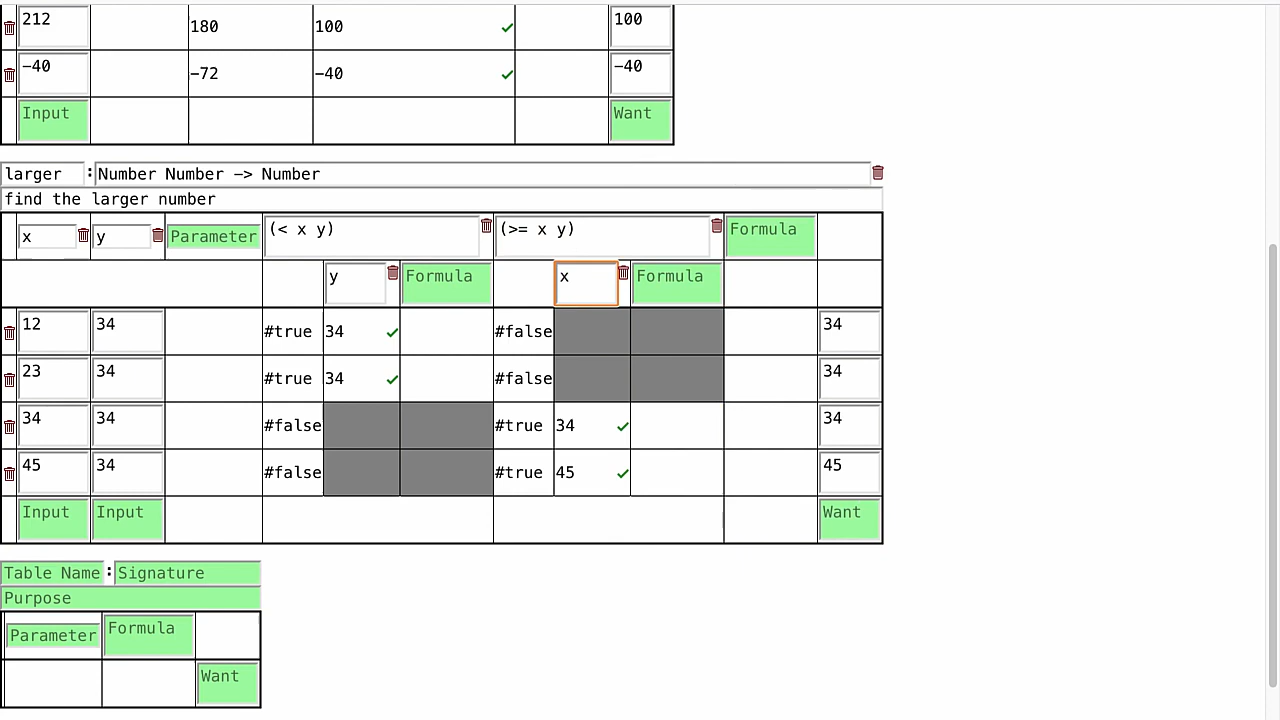 212 180 100 100
−40 −72 −40 −40
Input Want
larger : Number Number −> Number
find the larger number
x y Parameter (< x y) (>= x y) Formula
y Formula x Formula
12 34 #true 34 #false 34
23 34 #true 34 #false 34
34 34 #false #true 34 34
45 34 #false #true 45 45
Input Input Want
Table Name : Signature
Purpose
Parameter Formula
Want